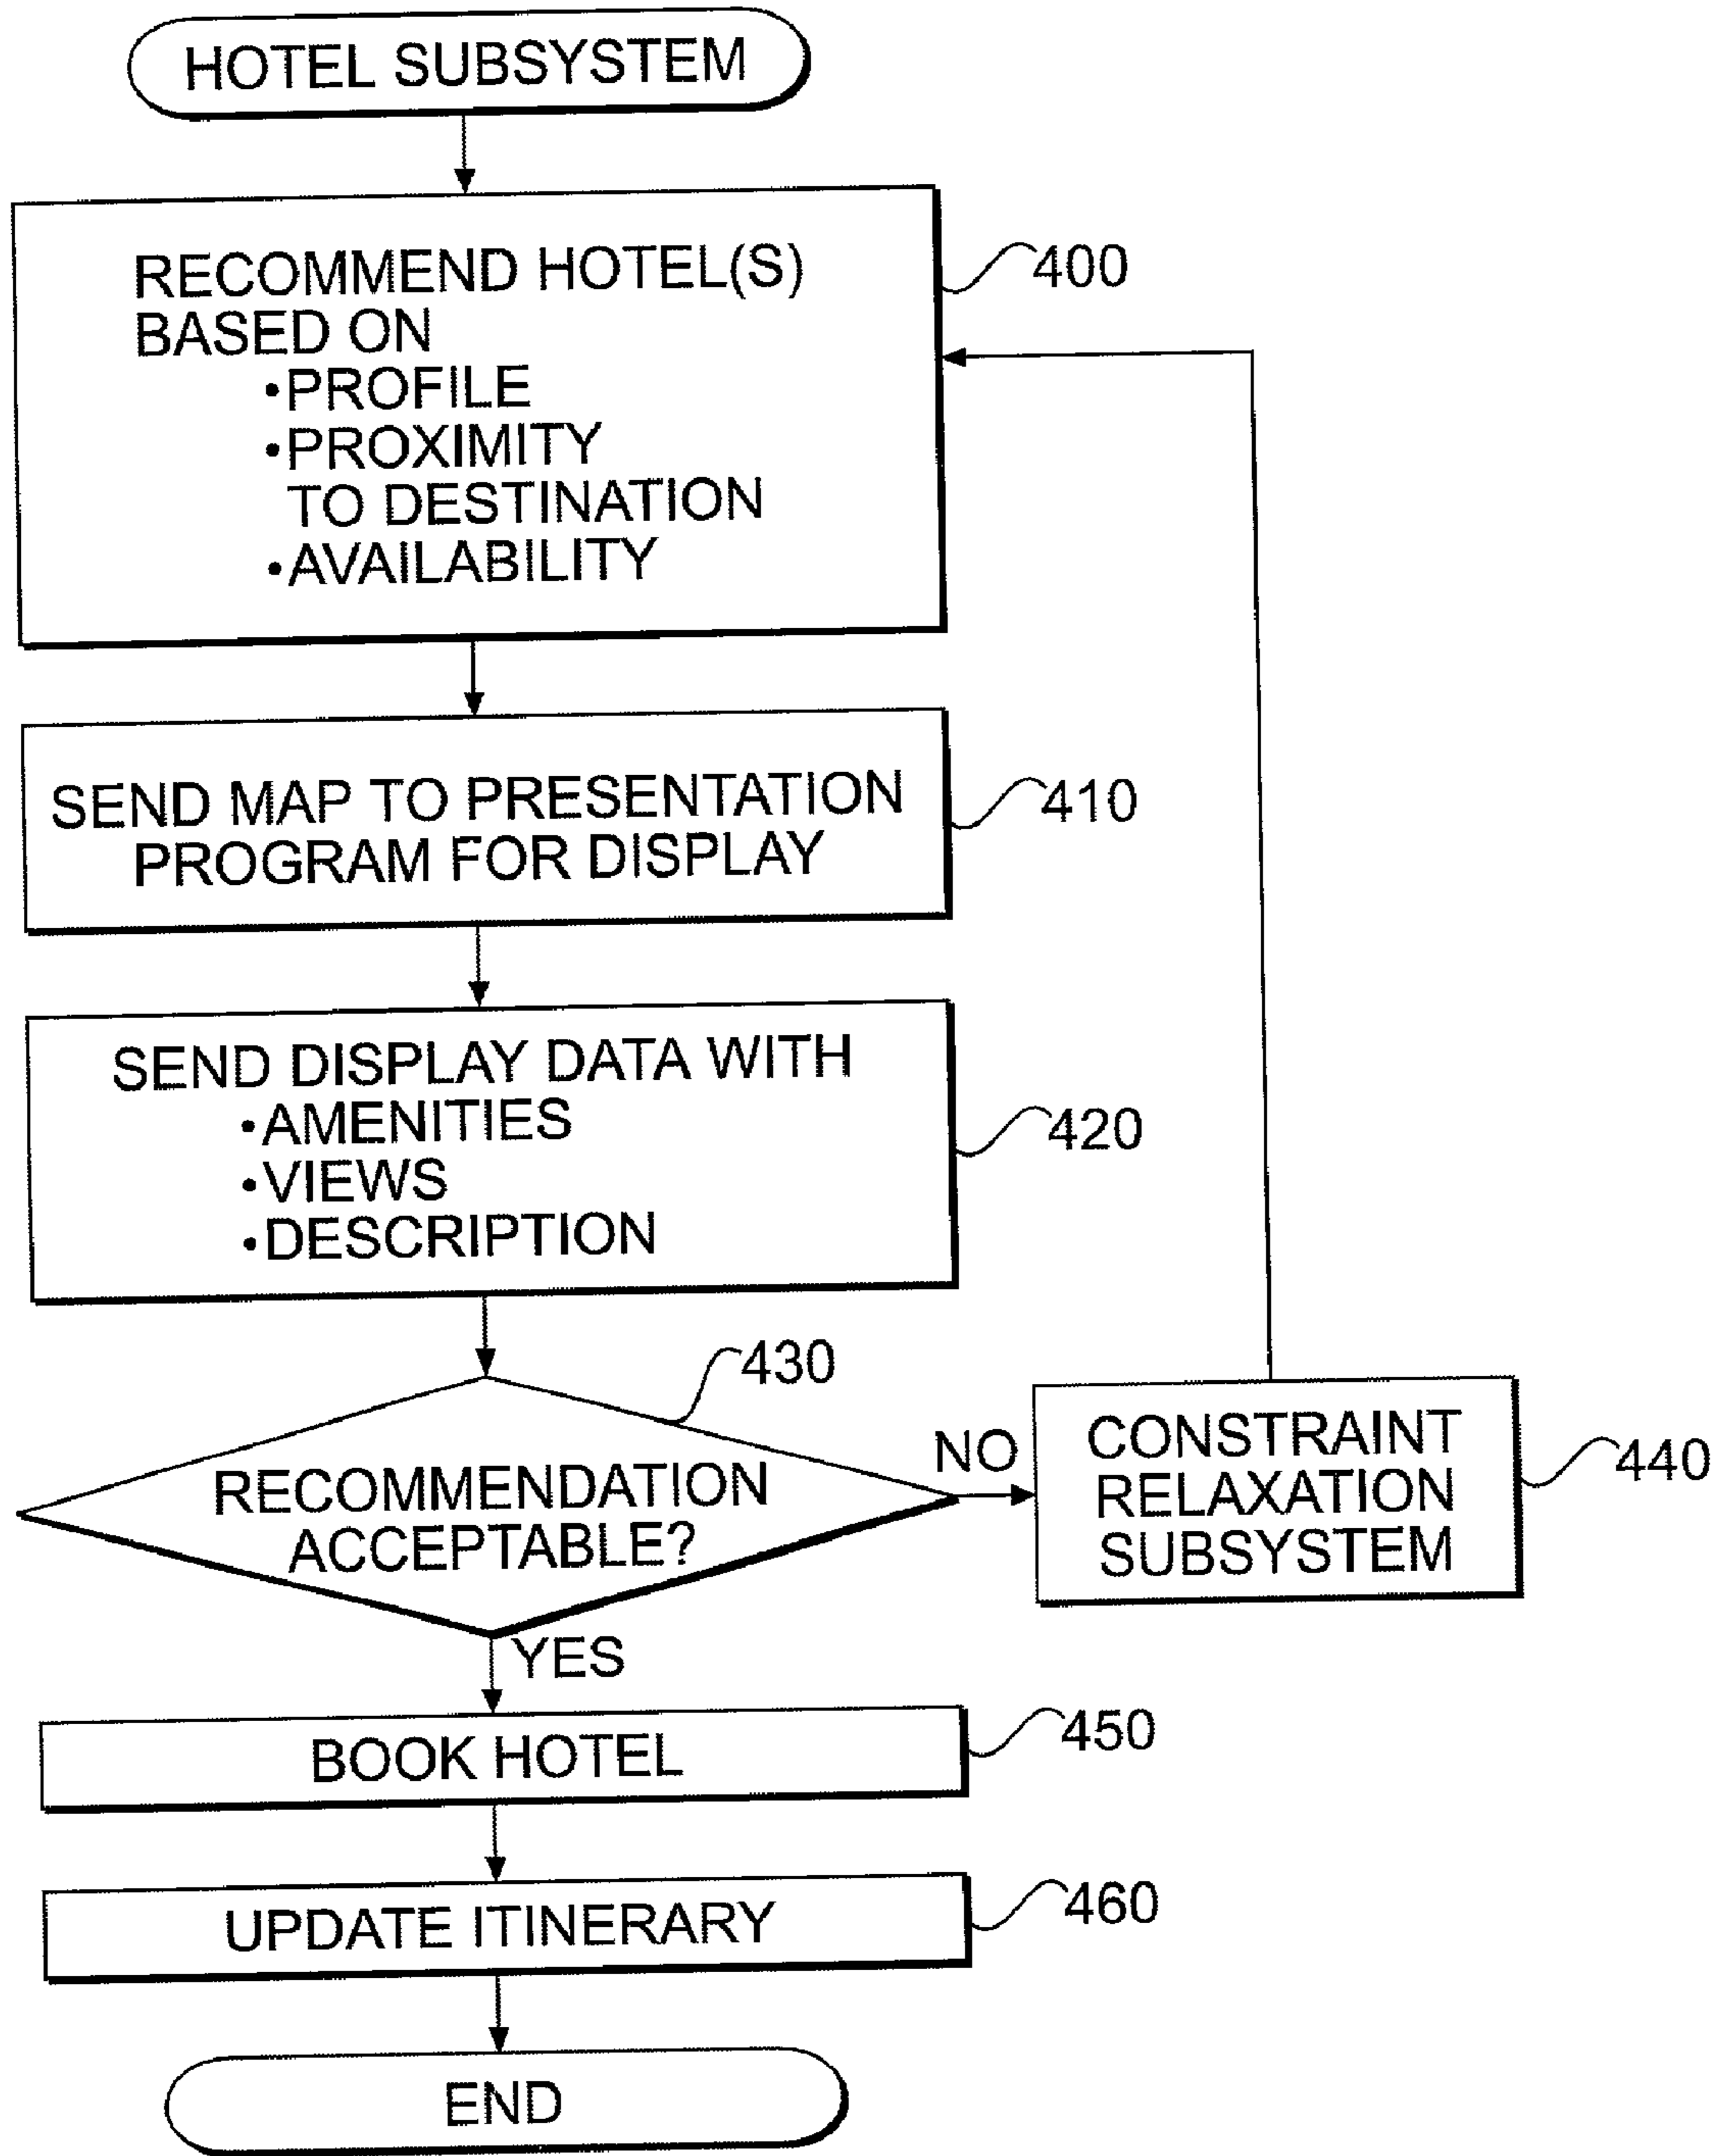 HOTEL SUBSYSTEM
RECOMMEND HOTEL(S)
BASED ON
•PROFILE
•PROXIMITY
TO DESTINATION
•AVAILABILITY
400
SEND MAP TO PRESENTATION
PROGRAM FOR DISPLAY
410
SEND DISPLAY DATA WITH
•AMENITIES
•VIEWS
•DESCRIPTION
420
430
RECOMMENDATION
ACCEPTABLE?
NO
CONSTRAINT
RELAXATION
SUBSYSTEM
440
YES
BOOK HOTEL
450
UPDATE ITINERARY
460
END